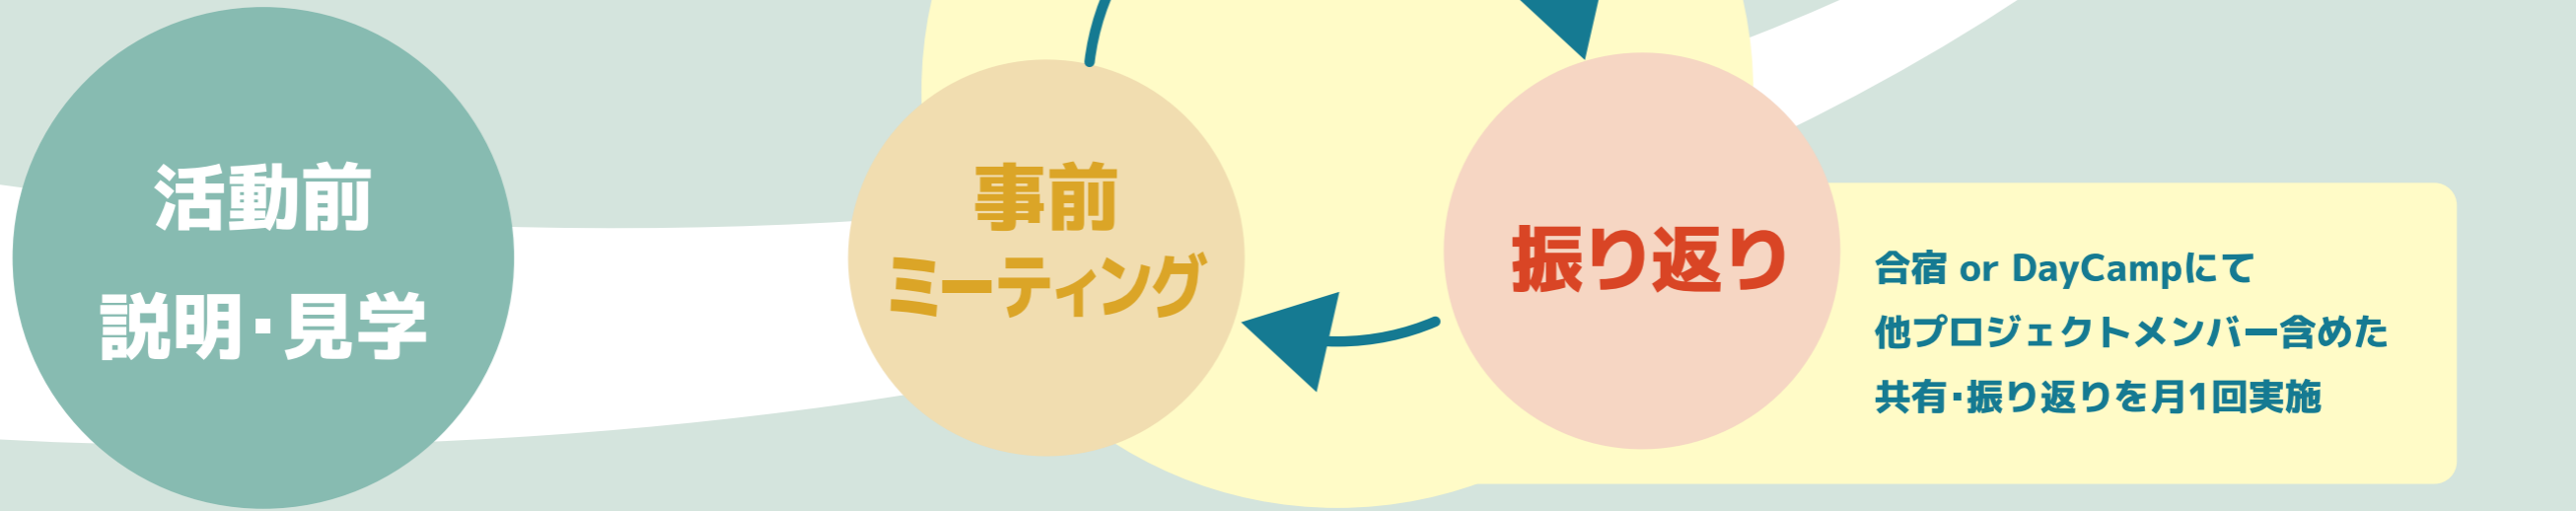 活動前
説明・見学
事前
ミーティング
振り返り
合宿 or DayCampにて
他プロジェクトメンバー含めた
共有・振り返りを月1回実施